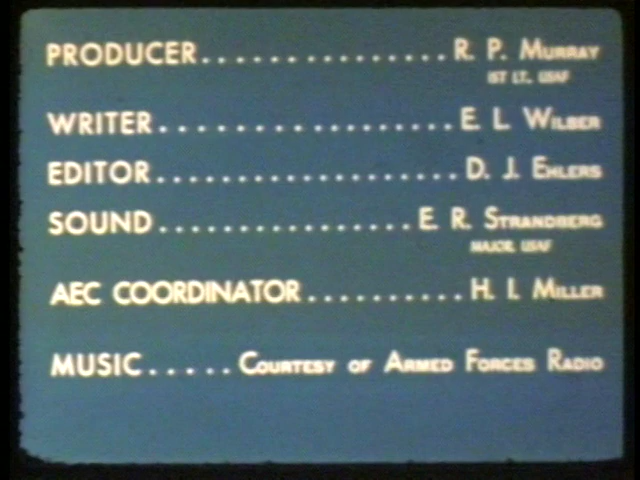 PRODUCER...............R. P. MURRAY
1ST LT., USAF
WRITER..................E. L. WILBER
EDITOR...................D. J. EHLERS
SOUND................E. R. STRANDBERG
MAJOR, USAF
AEC COORDINATOR..........H. I. MILLER
MUSIC.....COURTESY OF ARMED FORCES RADIO